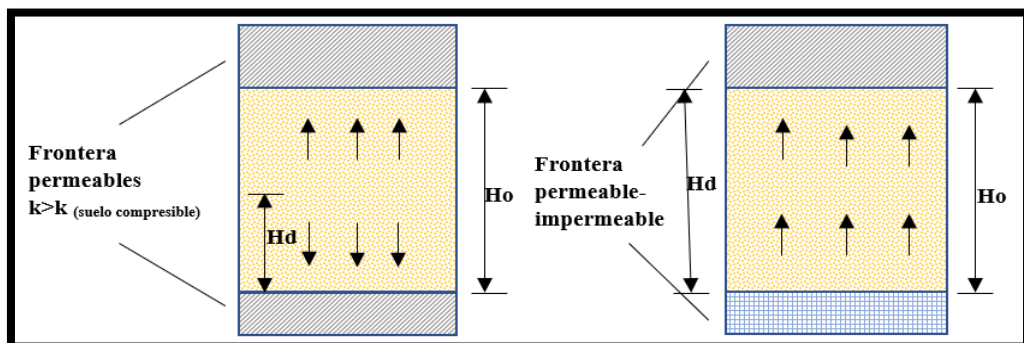 Frontera
permeables
k>k (suelo compresible)
Hd
Ho
Frontera
permeable-
impermeable
Hd
Ho